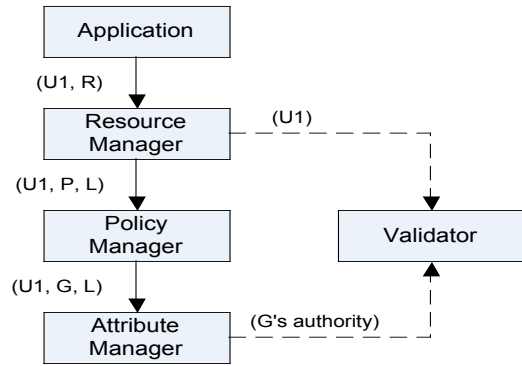 Application
(U1, R)
Resource
Manager
(U1)
(U1, P, L)
Policy
Manager
Validator
(U1, G, L)
Attribute
Manager
(G's authority)